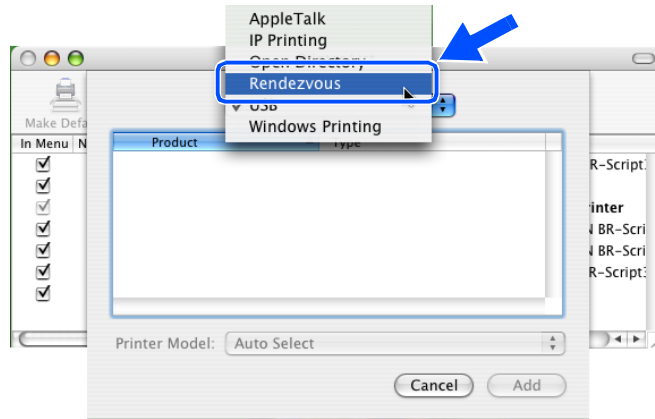 AppleTalk
IP Printing
Open Directory
Rendezvous
USB
Windows Printing
Make Defa
In Menu N
Product Type
R-Script
inter
N BR-Scri
N BR-Scri
R-Script3
Printer Model: Auto Select
Cancel Add